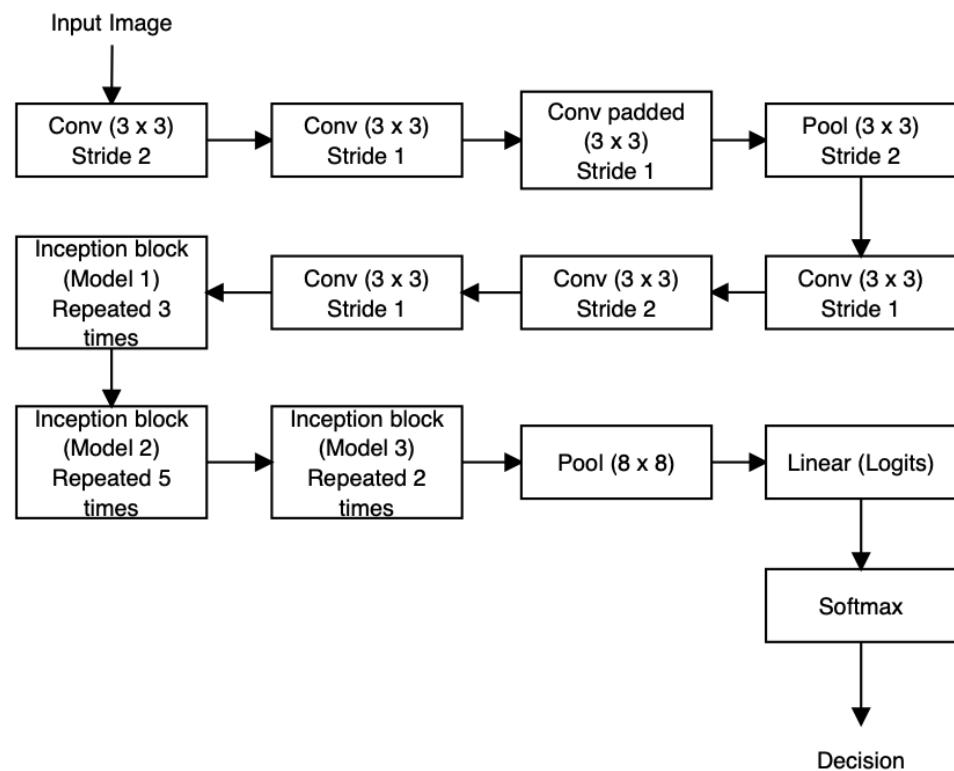 Input Image
Conv (3 x 3)
Stride 2
Conv (3 x 3)
Stride 1
Conv padded
(3 x 3)
Stride 1
Pool (3 x 3)
Stride 2
Conv (3 x 3)
Stride 1
Conv (3 x 3)
Stride 2
Conv (3 x 3)
Stride 1
Inception block
(Model 1)
Repeated 3
times
Inception block
(Model 2)
Repeated 5
times
Inception block
(Model 3)
Repeated 2
times
Pool (8 x 8)
Linear (Logits)
Softmax
Decision